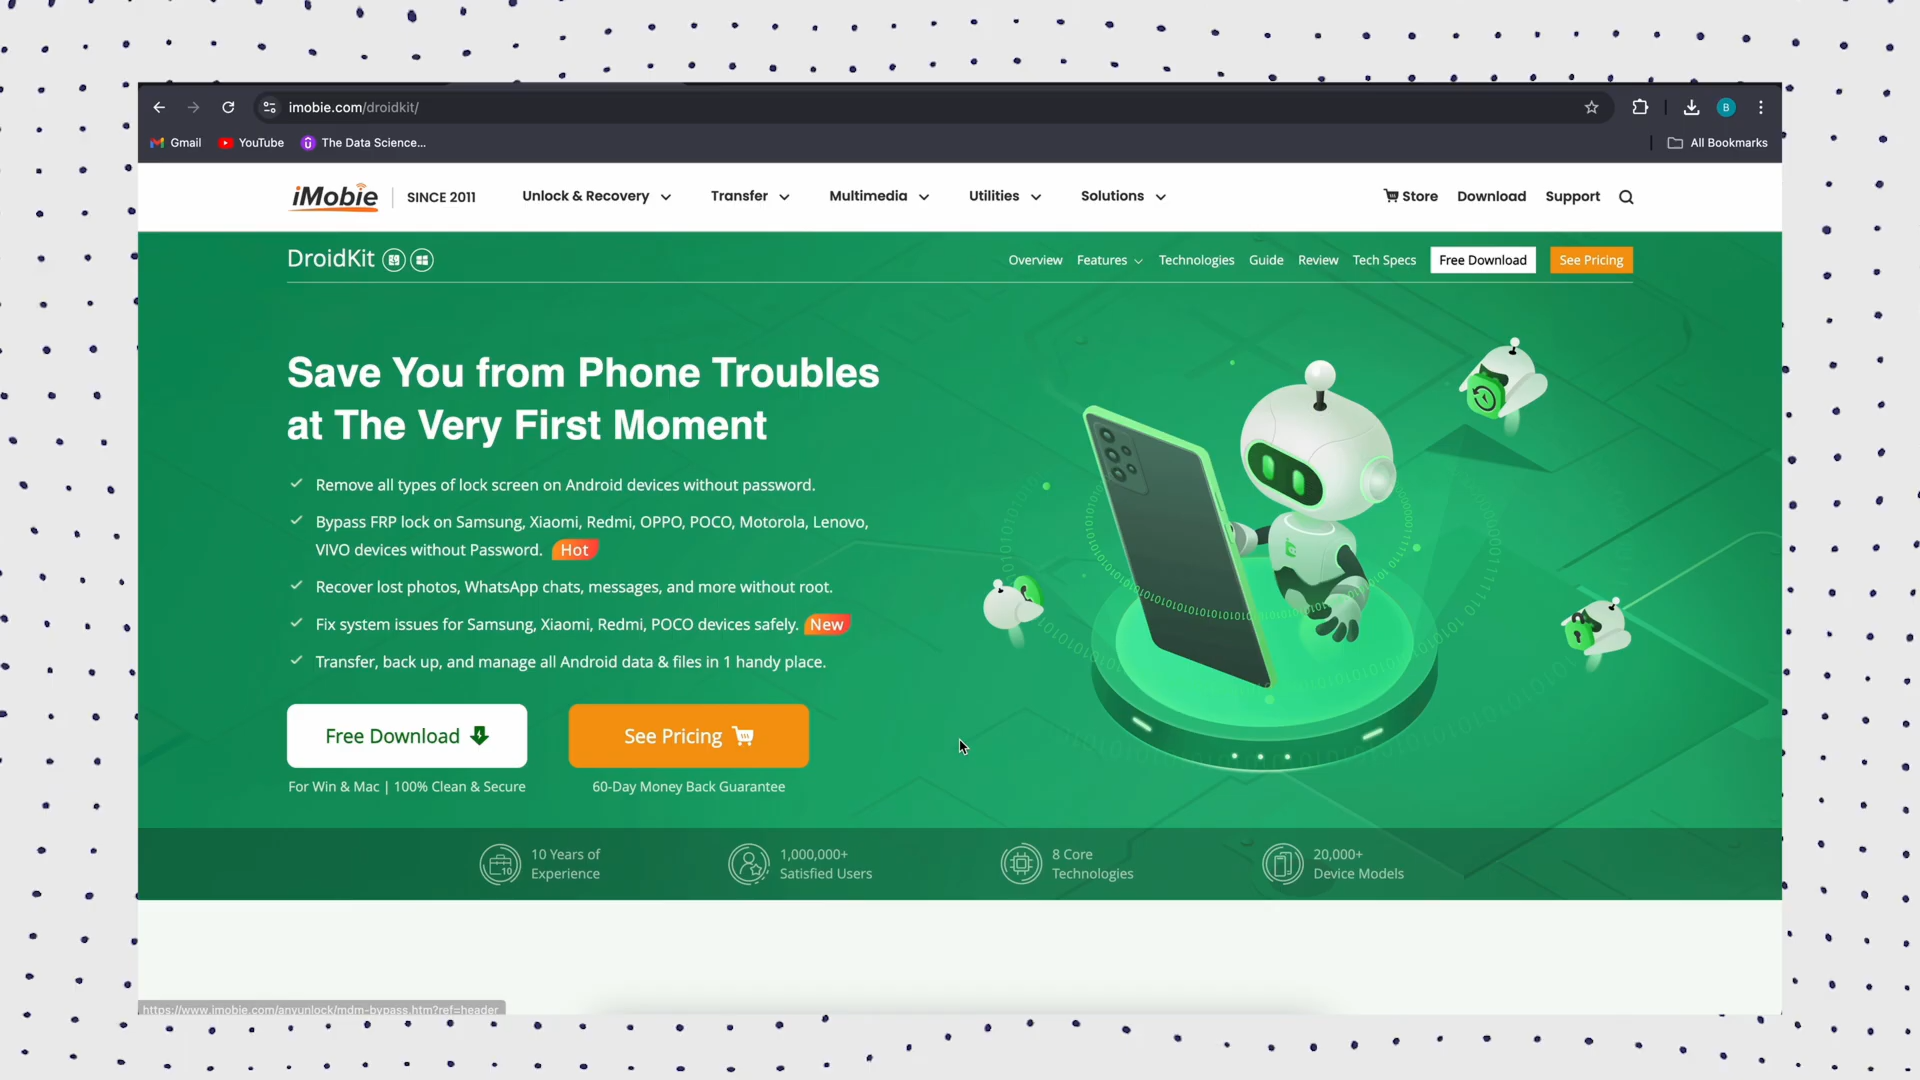 imobie.com/droidkit/
B
Gmail YouTube The Data Science... All Bookmarks
iMobie SINCE 2011 Unlock & Recovery Transfer Multimedia Utilities Solutions Store Download Support
DroidKit Overview Features Technologies Guide Review Tech Specs Free Download See Pricing
Save You from Phone Troubles
at The Very First Moment
Remove all types of lock screen on Android devices without password.
Bypass FRP lock on Samsung, Xiaomi, Redmi, OPPO, POCO, Motorola, Lenovo,
VIVO devices without Password. Hot
Recover lost photos, WhatsApp chats, messages, and more without root.
Fix system issues for Samsung, Xiaomi, Redmi, POCO devices safely. New
Transfer, back up, and manage all Android data & files in 1 handy place.
Free Download See Pricing
For Win & Mac | 100% Clean & Secure 60-Day Money Back Guarantee
10 Years of
Experience
1,000,000+
Satisfied Users
8 Core
Technologies
20,000+
Device Models
https://www.imobie.com/anyunlock/mdm-bypass.htm?ref=header